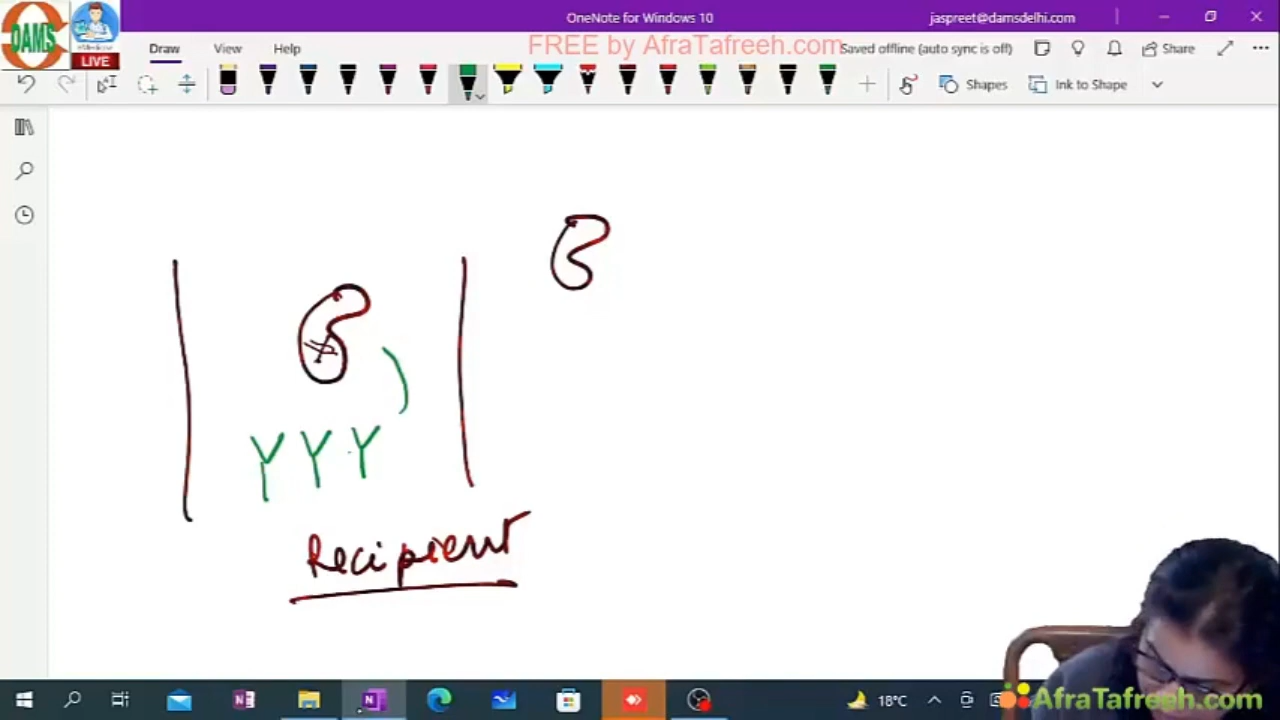 OneNote for Windows 10
jaspreet@damsdelhi.com
DAMS
eMedicoz
LIVE
Draw
View
Help
FREE by AfraTafreeh.com
Saved offline (auto sync is off)
Share
Shapes
Ink to Shape
Y Y Y
Recipient
18°C
AfraTafreeh.com